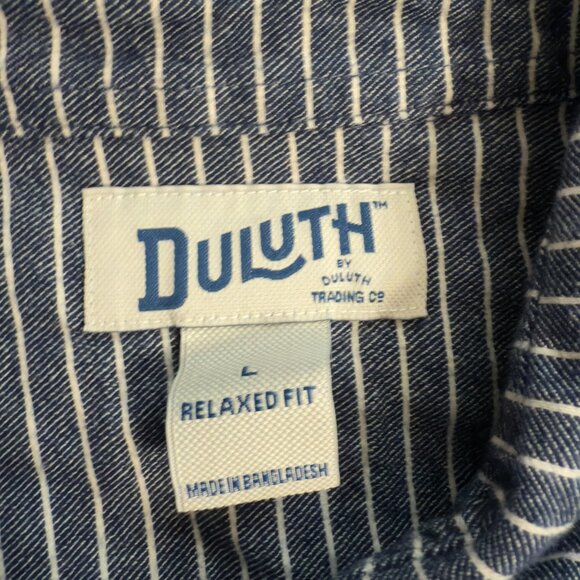 DULUTH™
BY
DULUTH
TRADING CO
L
RELAXED FIT
MADE IN BANGLADESH